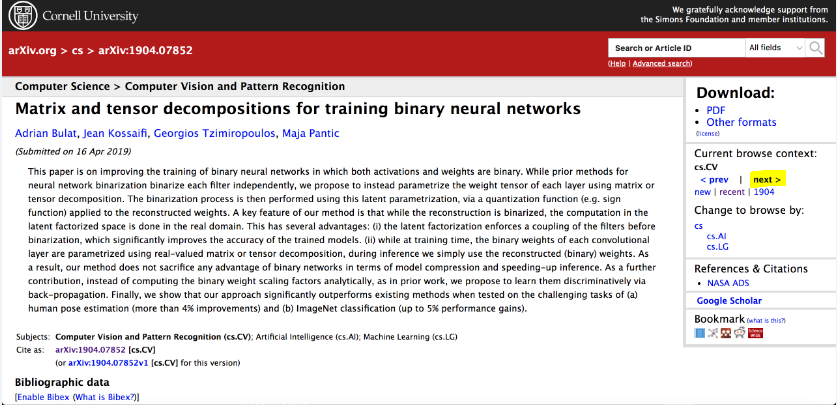 Cornell University
We gratefully acknowledge support from
the Simons Foundation and member institutions.
arXiv.org > cs > arXiv:1904.07852
Search or Article ID
All fields
(Help | Advanced search)
Computer Science > Computer Vision and Pattern Recognition
Matrix and tensor decompositions for training binary neural networks
Adrian Bulat, Jean Kossaifi, Georgios Tzimiropoulos, Maja Pantic
(Submitted on 16 Apr 2019)
This paper is on improving the training of binary neural networks in which both activations and weights are binary. While prior methods for
neural network binarization binarize each filter independently, we propose to instead parametrize the weight tensor of each layer using matrix or
tensor decomposition. The binarization process is then performed using this latent parametrization, via a quantization function (e.g. sign
function) applied to the reconstructed weights. A key feature of our method is that while the reconstruction is binarized, the computation in the
latent factorized space is done in the real domain. This has several advantages: (i) the latent factorization enforces a coupling of the filters before
binarization, which significantly improves the accuracy of the trained models. (ii) while at training time, the binary weights of each convolutional
layer are parametrized using real-valued matrix or tensor decomposition, during inference we simply use the reconstructed (binary) weights. As
a result, our method does not sacrifice any advantage of binary networks in terms of model compression and speeding-up inference. As a further
contribution, instead of computing the binary weight scaling factors analytically, as in prior work, we propose to learn them discriminatively via
back-propagation. Finally, we show that our approach significantly outperforms existing methods when tested on the challenging tasks of (a)
human pose estimation (more than 4% improvements) and (b) ImageNet classification (up to 5% performance gains).
Subjects: Computer Vision and Pattern Recognition (cs.CV); Artificial Intelligence (cs.AI); Machine Learning (cs.LG)
Cite as: arXiv:1904.07852 [cs.CV]
(or arXiv:1904.07852v1 [cs.CV] for this version)
Bibliographic data
[Enable Bibex (What is Bibex?)]
Download:
• PDF
• Other formats
(license)
Current browse context:
cs.CV
< prev | next >
new | recent | 1904
Change to browse by:
cs
cs.AI
cs.LG
References & Citations
• NASA ADS
Google Scholar
Bookmark (what is this?)